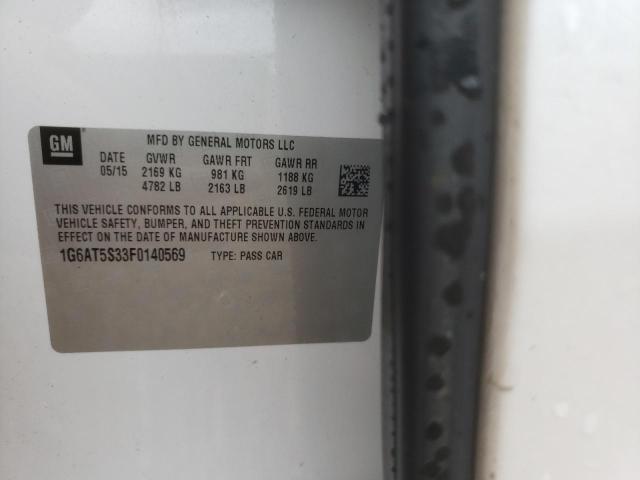 GM
MFD BY GENERAL MOTORS LLC
DATE GVWR GAWR FRT GAWR RR
05/15 2169 KG 981 KG 1188 KG
4782 LB 2163 LB 2619 LB
THIS VEHICLE CONFORMS TO ALL APPLICABLE U.S. FEDERAL MOTOR
VEHICLE SAFETY, BUMPER, AND THEFT PREVENTION STANDARDS IN
EFFECT ON THE DATE OF MANUFACTURE SHOWN ABOVE.
1G6AT5S33F0140569 TYPE: PASS CAR